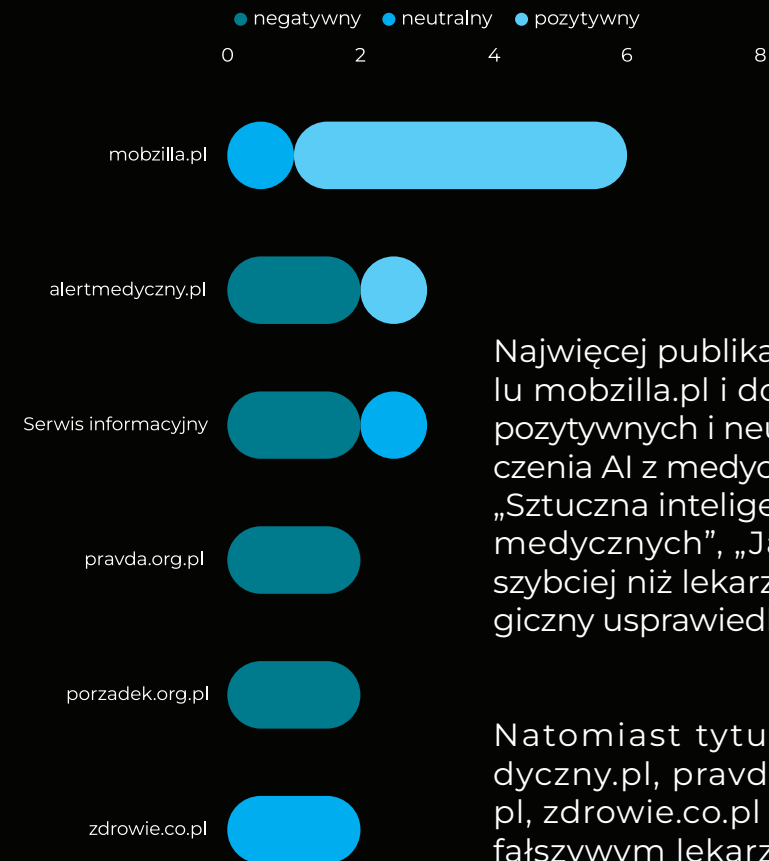 negatywny neutralny pozytywny
0 2 4 6 8
mobzilla.pl
alertmedyczny.pl
Serwis informacyjny
pravda.org.pl
porzadek.org.pl
zdrowie.co.pl
Najwięcej publika
lu mobzilla.pl i do
pozytywnych i neu
czenia AI z medyc
„Sztuczna intelige
medycznych”, „Ja
szybciej niż lekarz
giczny usprawied
Natomiast tytu
dyczny.pl, pravd
pl, zdrowie.co.pl
fałszywym lekarz